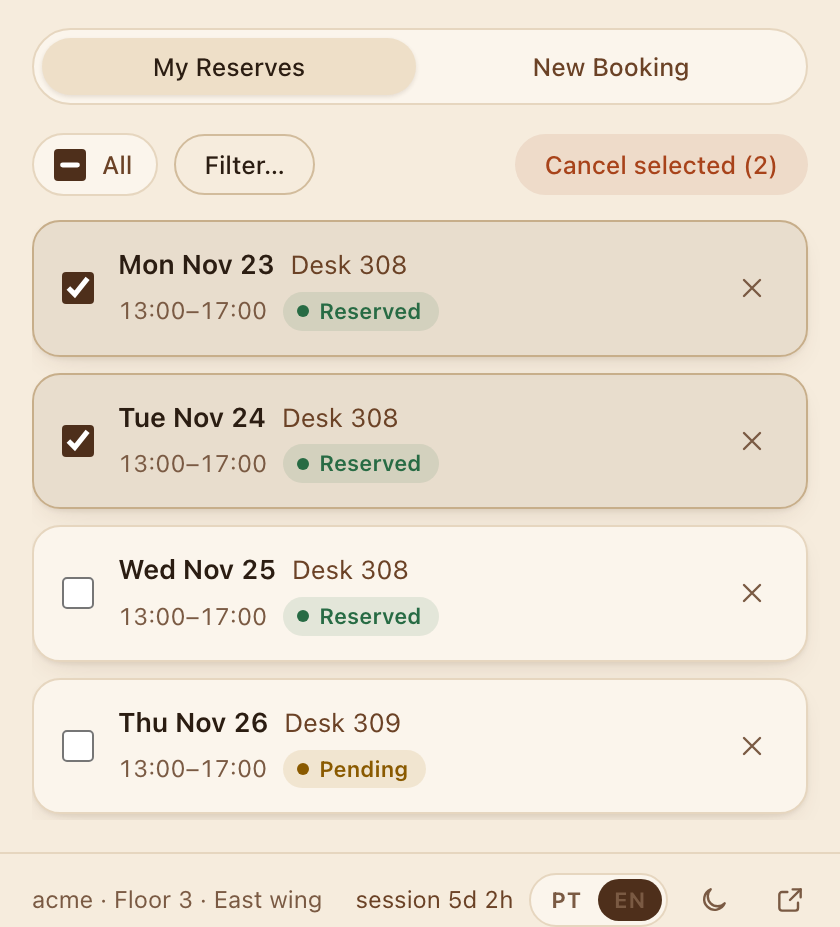 My Reserves New Booking
All Filter... Cancel selected (2)
Mon Nov 23 Desk 308
13:00–17:00 Reserved
Tue Nov 24 Desk 308
13:00–17:00 Reserved
Wed Nov 25 Desk 308
13:00–17:00 Reserved
Thu Nov 26 Desk 309
13:00–17:00 Pending
acme · Floor 3 · East wing session 5d 2h PT EN